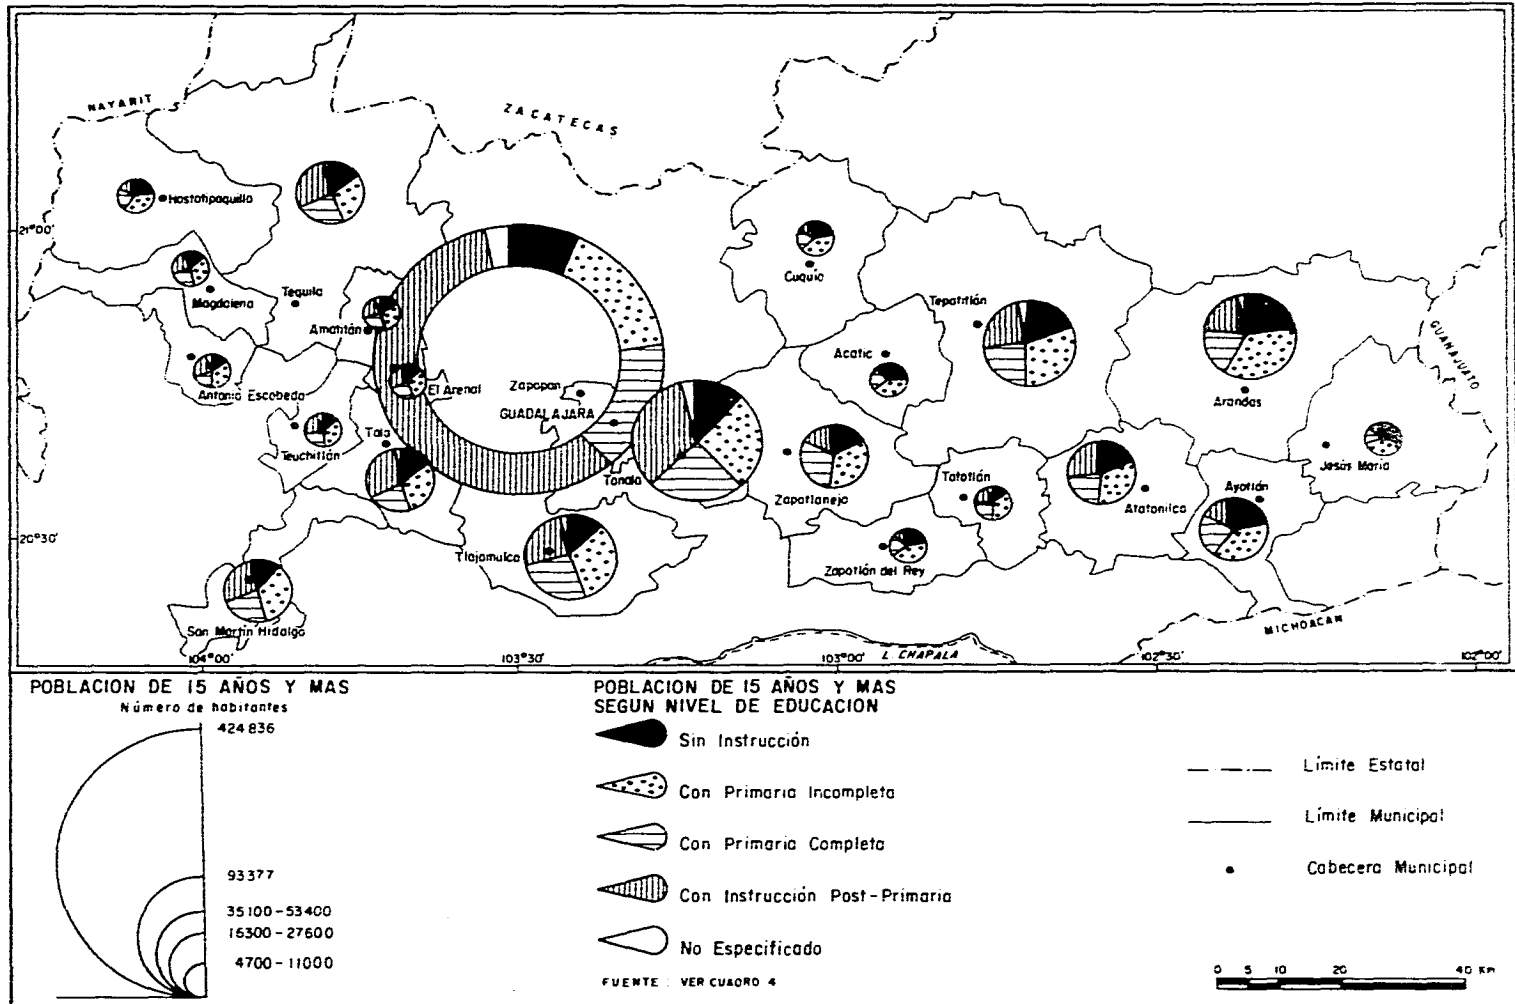 NAYARIT
ZACATECAS
Hostotipaquillo
21°00'
Magdalena
Tequila
Amatitán
Cuquío
Tepatitlán
GUANAJUATO
Antonio Escobedo
El Arenal
Zapopan
GUADALAJARA
Acatic
Arandas
Tala
Teuchitlán
Tonalá
Zapotlanejo
Tototlán
Atotonilco
Ayotlán
Jesús María
20°30'
Tlajomulco
Zapotlán del Rey
San Martín Hidalgo
MICHOACAN
L. CHAPALA
104°00'
103°30'
103°00'
102°30'
102°00'
POBLACION DE 15 AÑOS Y MAS
Número de habitantes
424836
93377
35100-53400
16300-27600
4700-11000
POBLACION DE 15 AÑOS Y MAS
SEGUN NIVEL DE EDUCACION
Sin Instrucción
Con Primaria Incompleta
Con Primaria Completa
Con Instrucción Post-Primaria
No Especificado
FUENTE : VER CUADRO 4
Límite Estatal
Límite Municipal
Cabecera Municipal
0 5 10 20 40 Km